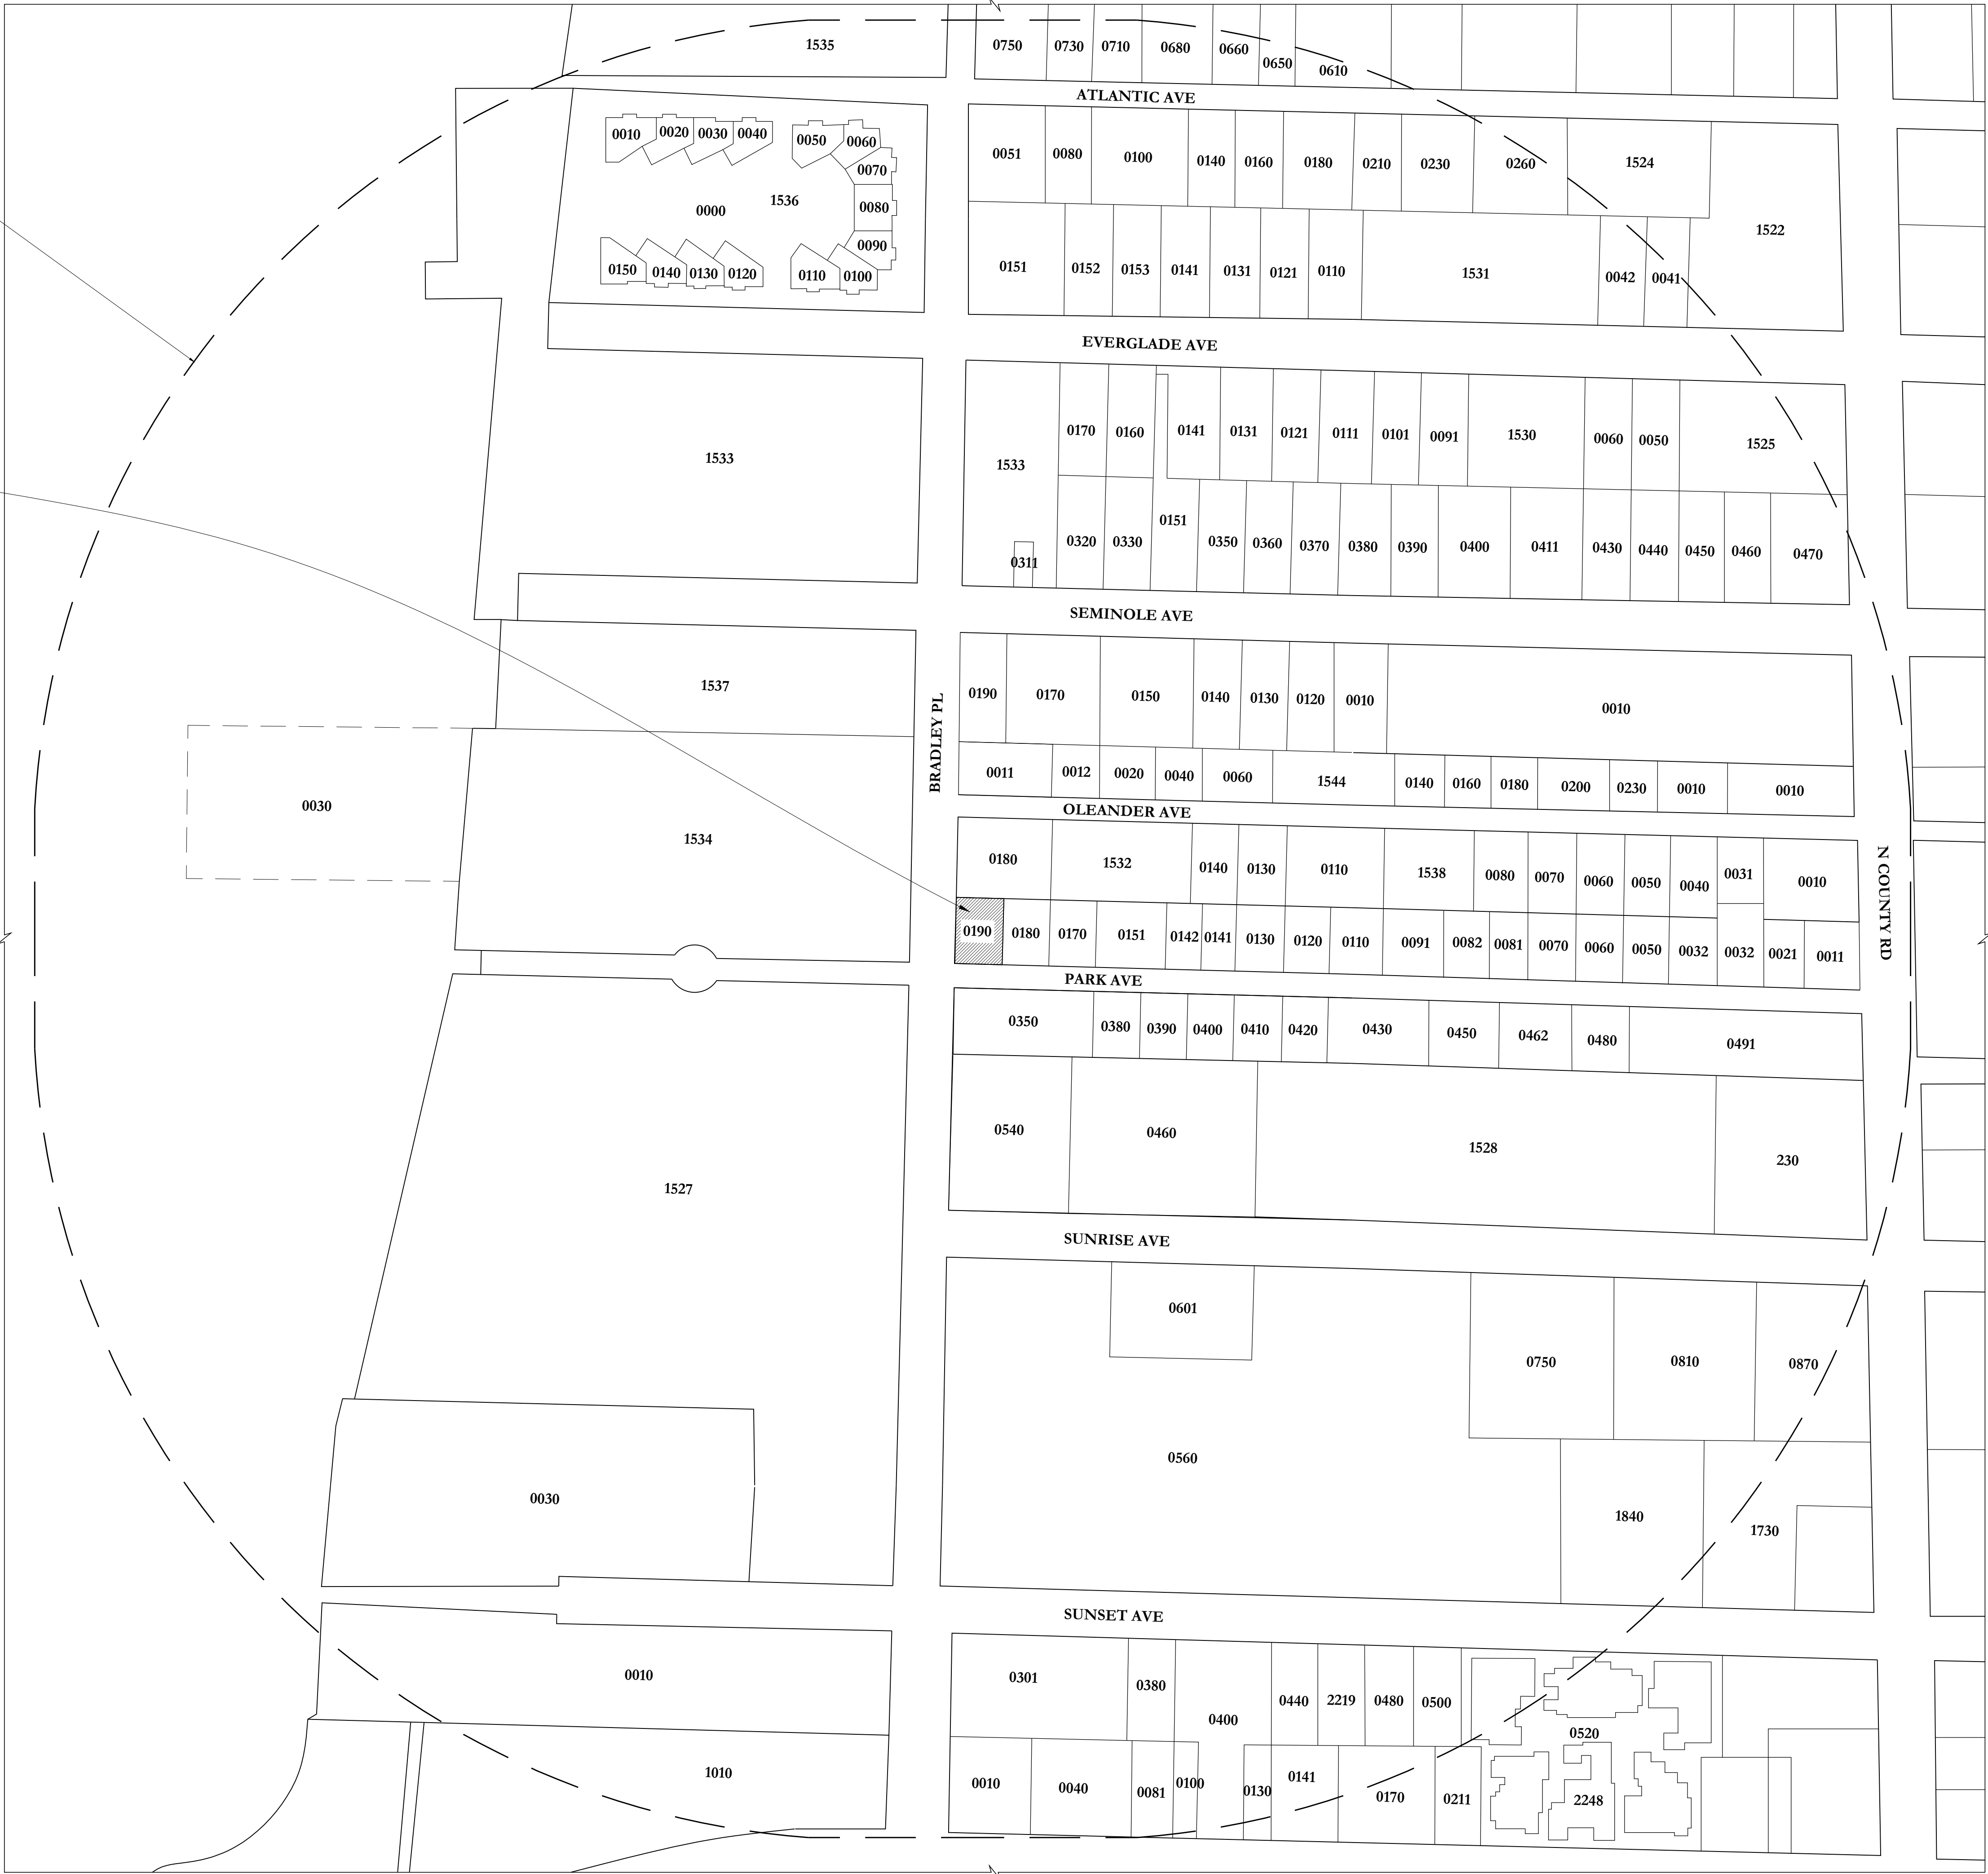 1535 0750 0730 0710 0680 0660 0650 0610
ATLANTIC AVE
0010 0020 0030 0040 0050 0060
0070
0080
0090
0000 1536
0150 0140 0130 0120 0110 0100
0051 0080 0100 0140 0160 0180 0210 0230 0260 1524
1522
0151 0152 0153 0141 0131 0121 0110 1531 0042 0041
EVERGLADE AVE
1533
1533
0170 0160 0141 0131 0121 0111 0101 0091 1530 0060 0050 1525
0311 0320 0330 0151 0350 0360 0370 0380 0390 0400 0411 0430 0440 0450 0460 0470
SEMINOLE AVE
1537
BRADLEY PL
0190 0170 0150 0140 0130 0120 0010 0010
0011 0012 0020 0040 0060 1544 0140 0160 0180 0200 0230 0010 0010
OLEANDER AVE
0030
1534
0180 1532 0140 0130 0110 1538 0080 0070 0060 0050 0040 0031 0010
N COUNTY RD
0190 0180 0170 0151 0142 0141 0130 0120 0110 0091 0082 0081 0070 0060 0050 0032 0032 0021 0011
PARK AVE
0350 0380 0390 0400 0410 0420 0430 0450 0462 0480 0491
0540 0460 1528 230
1527
SUNRISE AVE
0601
0750 0810 0870
0560
0030
1840 1730
SUNSET AVE
0010
0301 0380 0400 0440 2219 0480 0500
0520
1010
0010 0040 0081 0100 0130 0141 0170 0211 2248